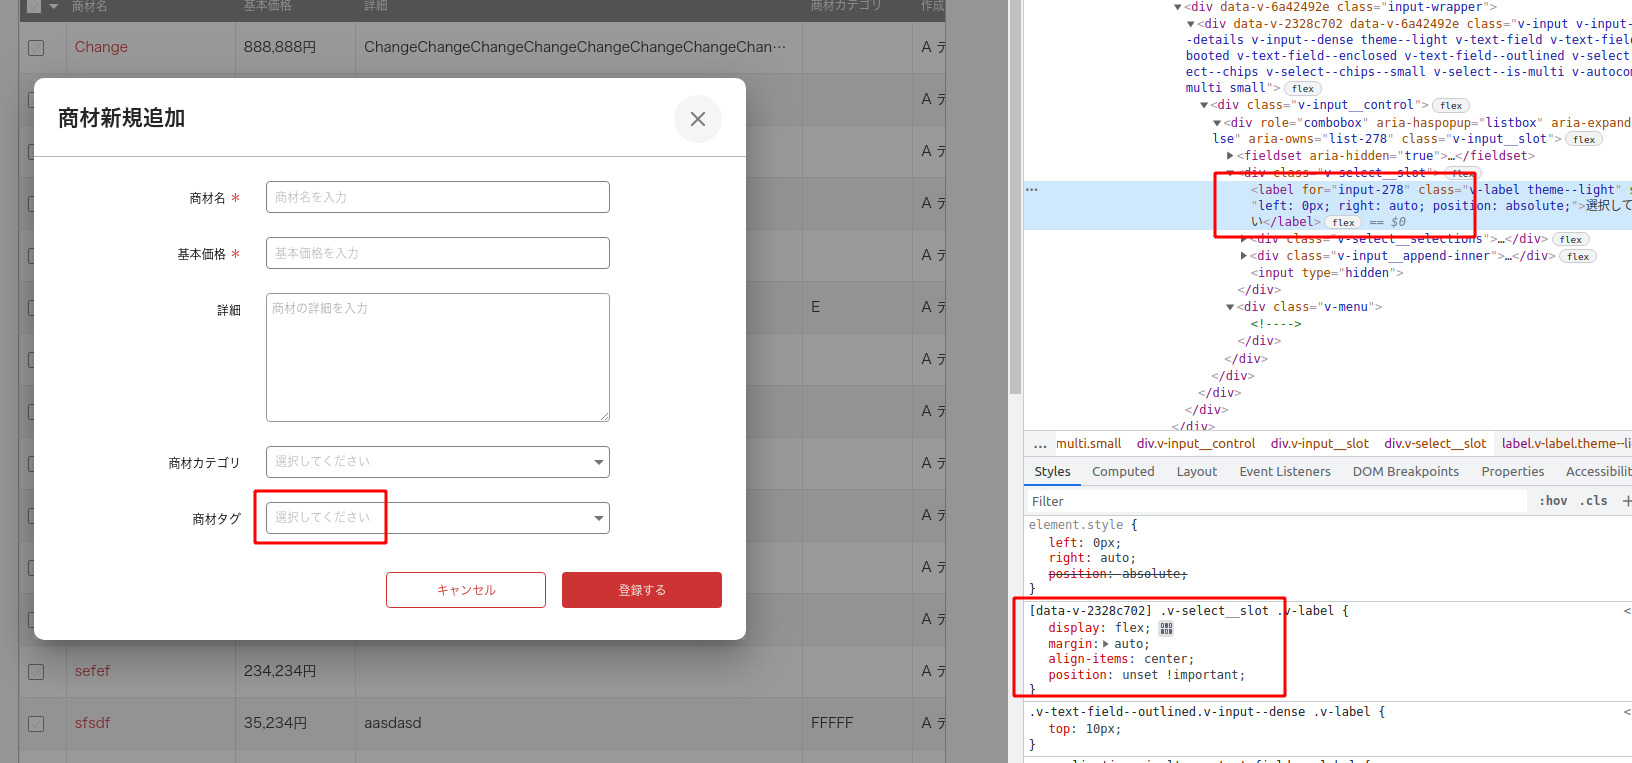 商材名 基本価格 詳細 商材カテゴリ 作成
Change 888,888円 ChangeChangeChangeChangeChangeChangeChangeChan… A テ
A テ
商材新規追加
A テ
商材名 * 商材名を入力
A テ
基本価格 * 基本価格を入力
A テ
詳細 商材の詳細を入力
E A テ
A テ
A テ
商材カテゴリ 選択してください
A テ
商材タグ 選択してください
A テ
A テ
キャンセル 登録する
A テ
sefef 234,234円 A テ
sfsdf 35,234円 aasdasd FFFFF A テ
<div data-v-6a42492e class="input-wrapper">
<div data-v-2328c702 data-v-6a42492e class="v-input v-input-
-details v-input--dense theme--light v-text-field v-text-fiel
booted v-text-field--enclosed v-text-field--outlined v-select
ect--chips v-select--chips--small v-select--is-multi v-autocom
multi small"> flex
<div class="v-input__control"> flex
<div role="combobox" aria-haspopup="listbox" aria-expand
lse" aria-owns="list-278" class="v-input__slot"> flex
<fieldset aria-hidden="true">…</fieldset>
<div class="v-select__slot"> flex
… <label for="input-278" class="v-label theme--light" s
"left: 0px; right: auto; position: absolute;">選択して
い</label> flex == $0
<div class="v-select__selections">…</div> flex
<div class="v-input__append-inner">…</div> flex
<input type="hidden">
</div>
<div class="v-menu">
<!---->
</div>
</div>
</div>
</div>
</div>
</div>
… multi.small div.v-input__control div.v-input__slot div.v-select__slot label.v-label.theme--li
Styles Computed Layout Event Listeners DOM Breakpoints Properties Accessibilit
Filter :hov .cls +
element.style {
left: 0px;
right: auto;
position: absolute;
}
[data-v-2328c702] .v-select__slot .v-label { <
display: flex;
margin: auto;
align-items: center;
position: unset !important;
}
.v-text-field--outlined.v-input--dense .v-label { <
top: 10px;
}